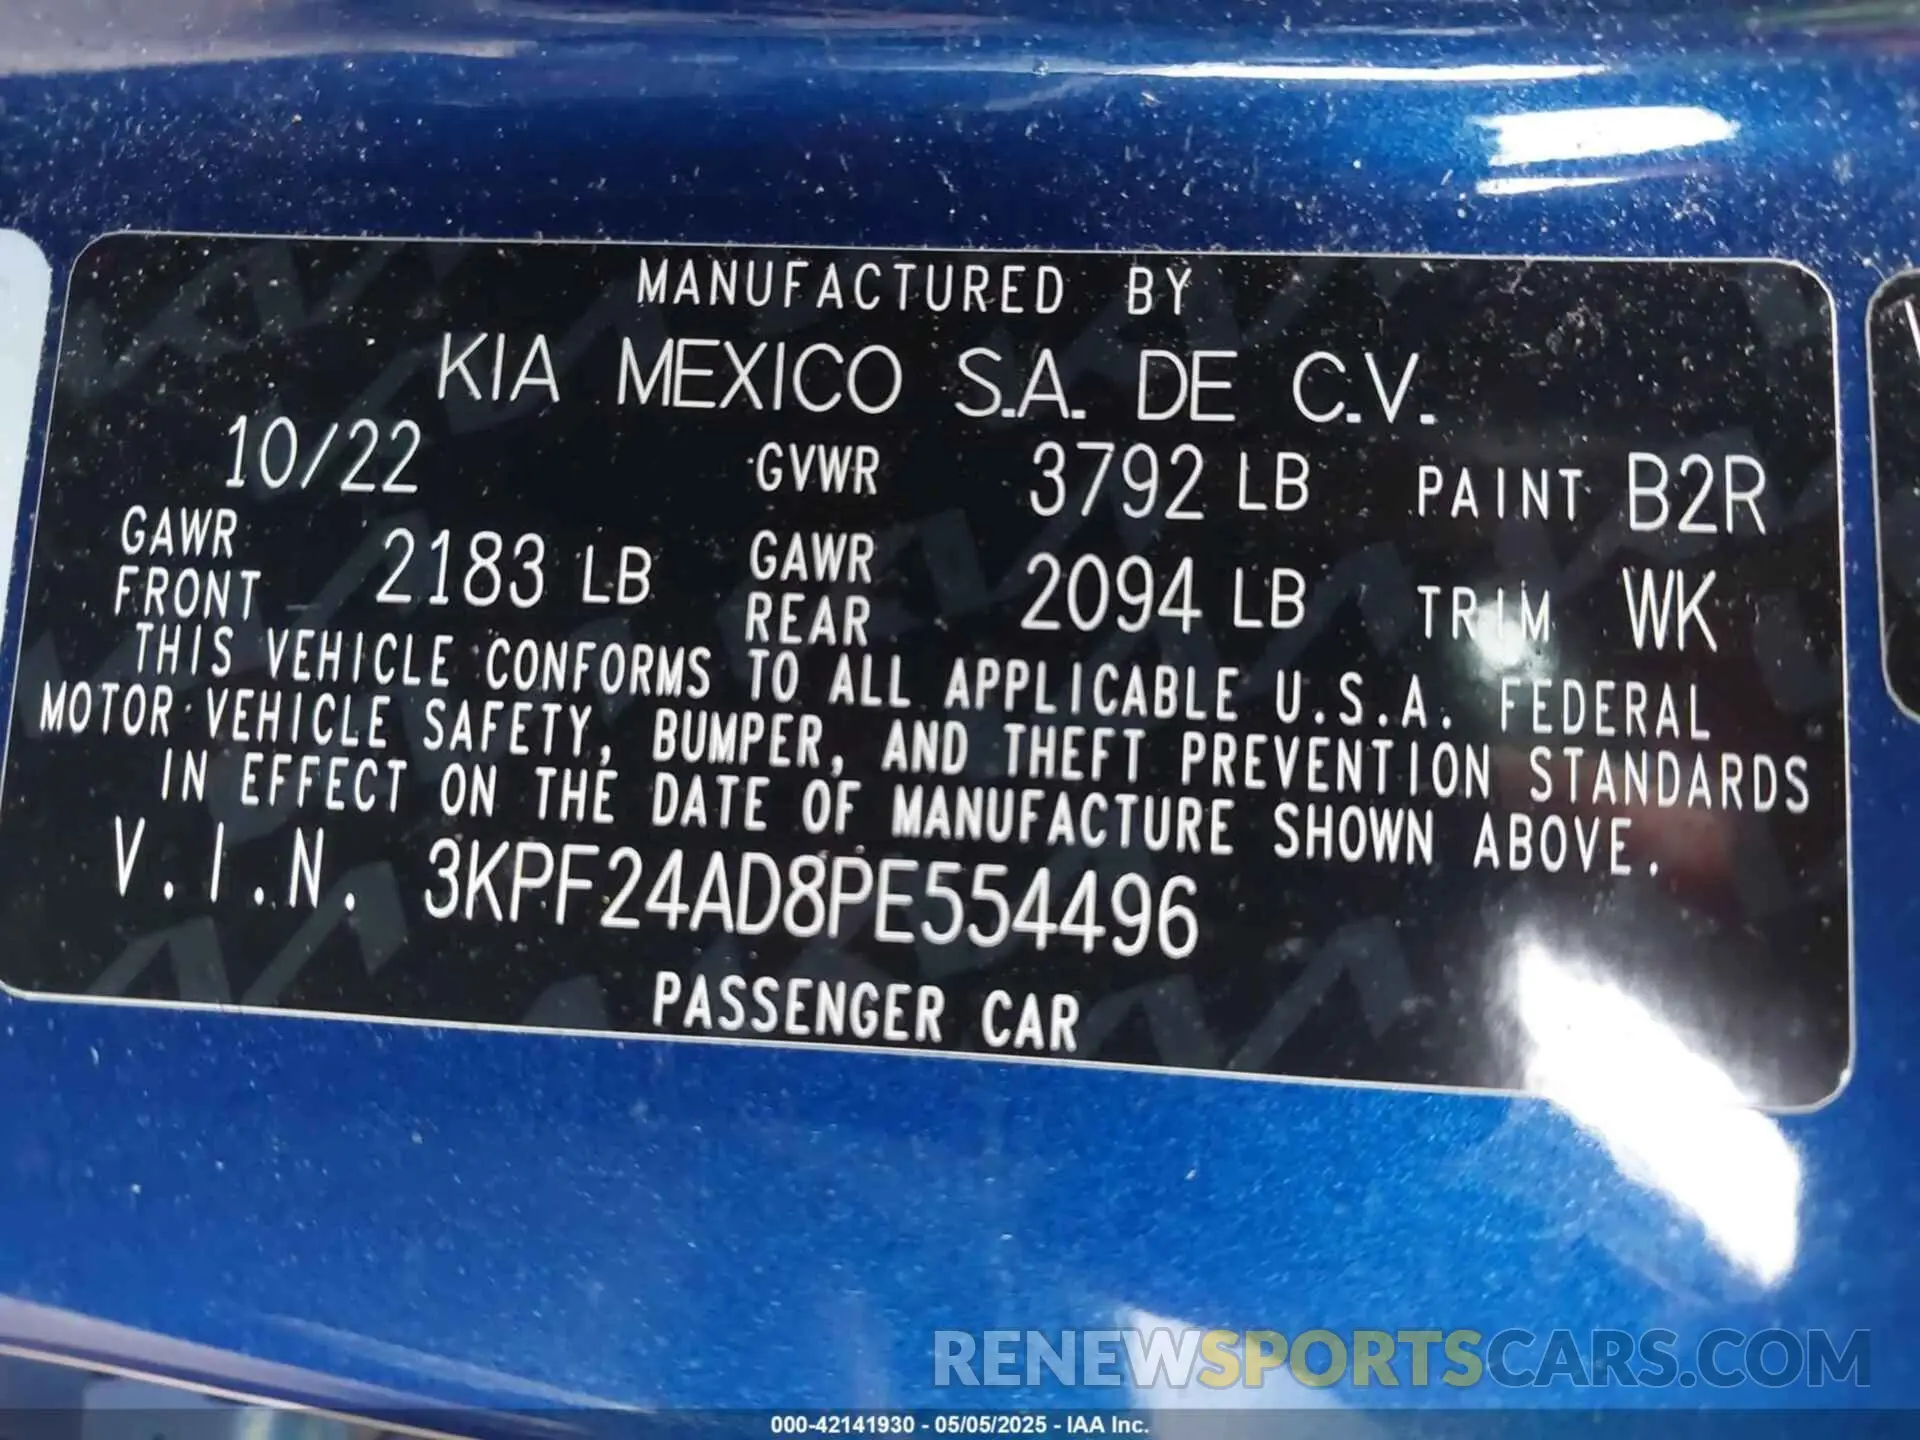 MANUFACTURED BY
KIA MEXICO S.A. DE C.V.
10/22 GVWR 3792 LB PAINT B2R
GAWR FRONT 2183 LB GAWR REAR 2094 LB TRIM WK
THIS VEHICLE CONFORMS TO ALL APPLICABLE U.S.A. FEDERAL
MOTOR VEHICLE SAFETY, BUMPER, AND THEFT PREVENTION STANDARDS
IN EFFECT ON THE DATE OF MANUFACTURE SHOWN ABOVE.
V.I.N. 3KPF24AD8PE554496
PASSENGER CAR
RENEWSPORTSCARS.COM
000-42141930 - 05/05/2025 - IAA Inc.